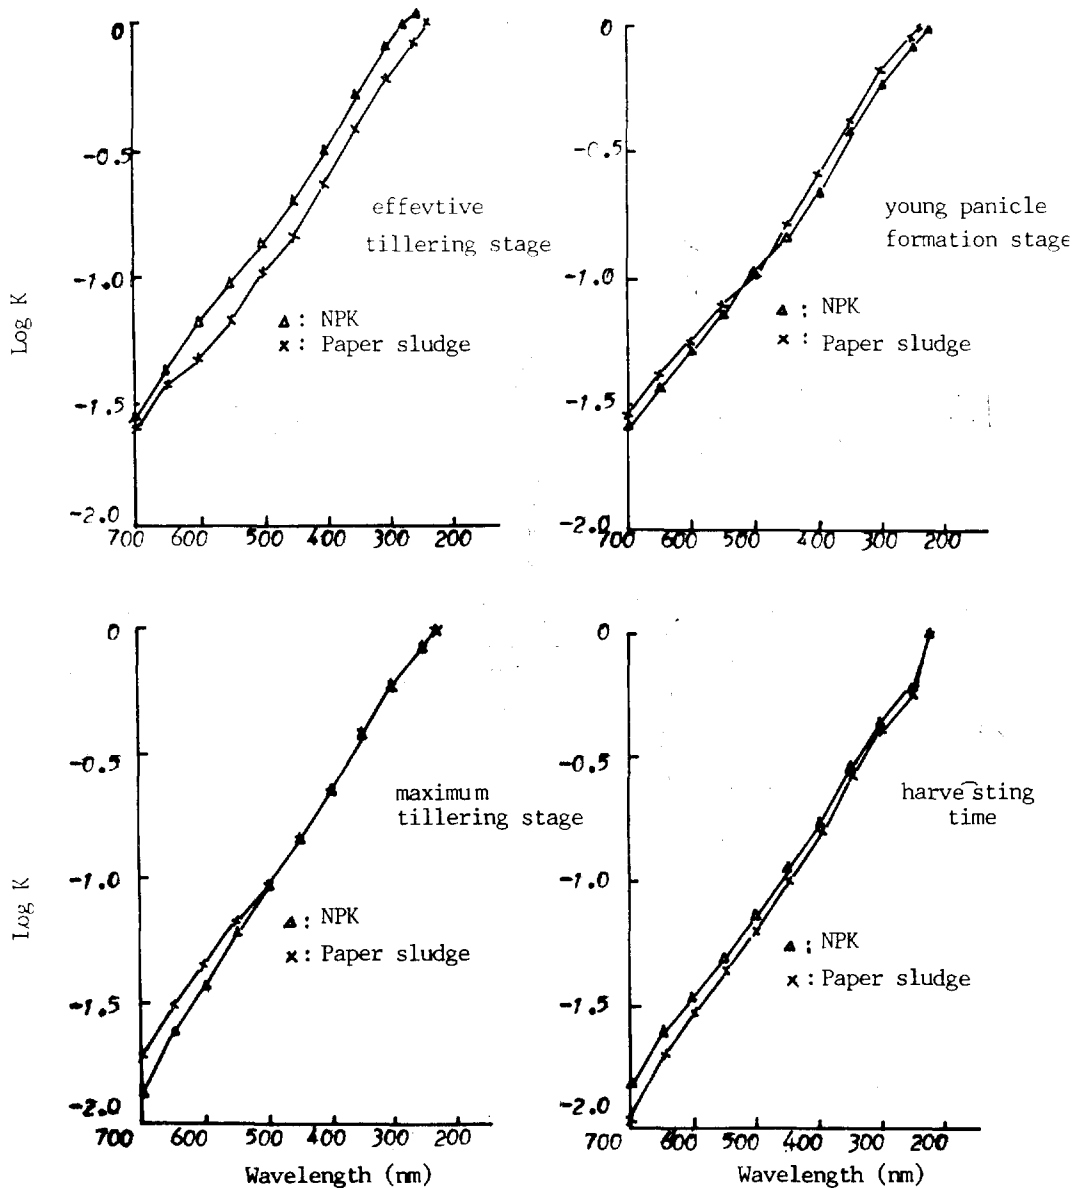 0
-0.5
-1.0
-1.5
-2.0
700 600 500 400 300 200
Log K
effevtive
tillering stage
Δ : NPK
× : Paper sludge
0
-0.5
-1.0
-1.5
-2.0
700 600 500 400 300 200
young panicle
formation stage
Δ : NPK
× : Paper sludge
0
-0.5
-1.0
-1.5
-2.0
700 600 500 400 300 200
Log K
Wavelength (nm)
maximum
tillering stage
Δ : NPK
× : Paper sludge
0
-0.5
-1.0
-1.5
-2.0
700 600 500 400 300 200
Wavelength (nm)
harvesting
time
Δ ; NPK
× : Paper sludge